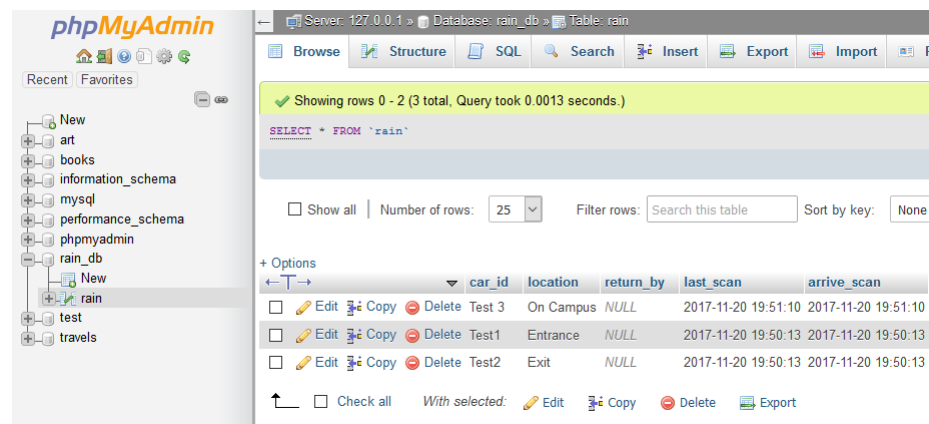 phpMyAdmin
Recent Favorites
New
art
books
information_schema
mysql
performance_schema
phpmyadmin
rain_db
New
rain
test
travels
Server: 127.0.0.1 » Database: rain_db » Table: rain
Browse Structure SQL Search Insert Export Import
Showing rows 0 - 2 (3 total, Query took 0.0013 seconds.)
SELECT * FROM `rain`
Show all | Number of rows: 25 Filter rows: Search this table Sort by key: None
+ Options
←T→ car_id location return_by last_scan arrive_scan
Edit Copy Delete Test 3 On Campus NULL 2017-11-20 19:51:10 2017-11-20 19:51:10
Edit Copy Delete Test1 Entrance NULL 2017-11-20 19:50:13 2017-11-20 19:50:13
Edit Copy Delete Test2 Exit NULL 2017-11-20 19:50:13 2017-11-20 19:50:13
Check all With selected: Edit Copy Delete Export